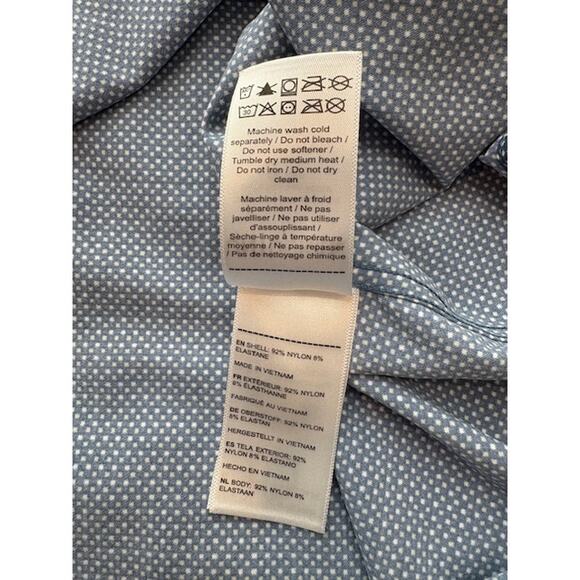 30
Machine wash cold
separately / Do not bleach /
Do not use softener /
Tumble dry medium heat /
Do not iron / Do not dry
clean
Machine laver à froid
séparément / Ne pas
javelliser / Ne pas utiliser
d'assouplissant /
Sèche-linge à température
moyenne / Ne pas repasser
/ Pas de nettoyage chimique
EN SHELL: 92% NYLON 8%
ELASTANE
MADE IN VIETNAM
FR EXTÉRIEUR: 92% NYLON
8% ÉLASTHANNE
FABRIQUÉ AU VIETNAM
DE OBERSTOFF: 92% NYLON
8% ELASTAN
HERGESTELLT IN VIETNAM
ES TELA EXTERIOR: 92%
NYLON 8% ELASTANO
HECHO EN VIETNAM
NL BODY: 92% NYLON 8%
ELASTAAN